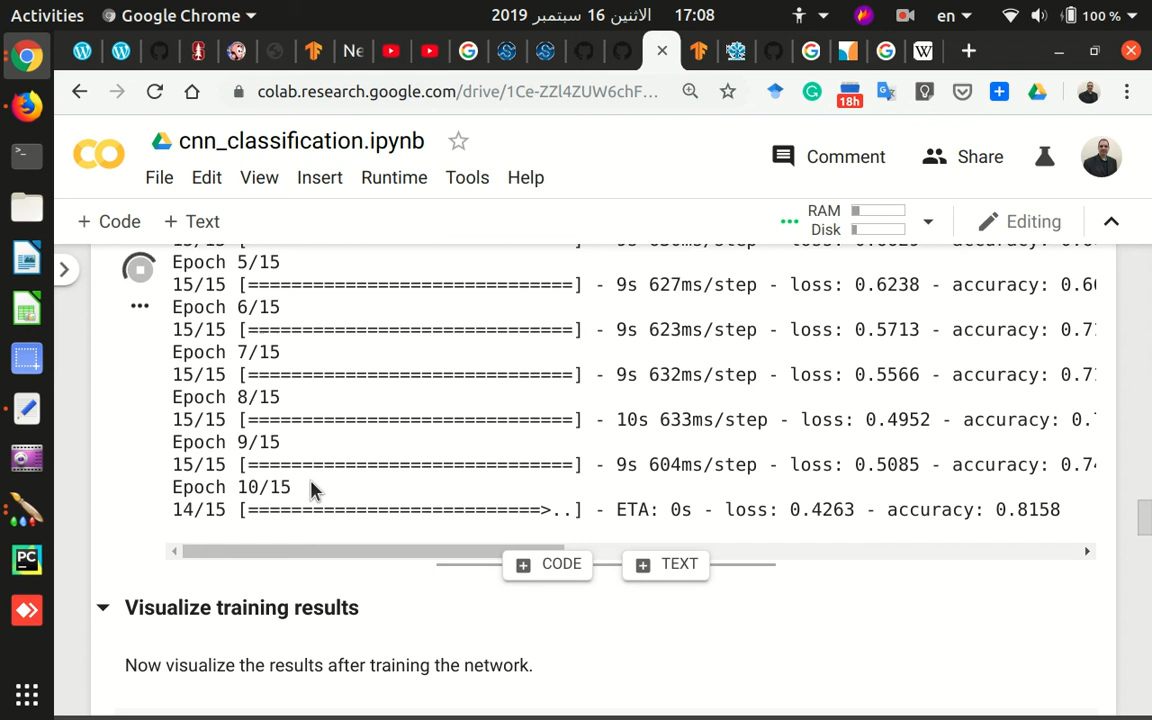 Activities Google Chrome الاثنين 16 سبتمبر 2019 17:08 en 100 %
Ne
colab.research.google.com/drive/1Ce-ZZl4ZUW6chF... 18h
cnn_classification.ipynb
Comment Share
File Edit View Insert Runtime Tools Help
+ Code + Text RAM Disk Editing
Epoch 5/15
15/15 [==============================] - 9s 627ms/step - loss: 0.6238 - accuracy: 0.6
Epoch 6/15
15/15 [==============================] - 9s 623ms/step - loss: 0.5713 - accuracy: 0.7
Epoch 7/15
15/15 [==============================] - 9s 632ms/step - loss: 0.5566 - accuracy: 0.7
Epoch 8/15
15/15 [==============================] - 10s 633ms/step - loss: 0.4952 - accuracy: 0.
Epoch 9/15
15/15 [==============================] - 9s 604ms/step - loss: 0.5085 - accuracy: 0.7
Epoch 10/15
14/15 [===========================>..] - ETA: 0s - loss: 0.4263 - accuracy: 0.8158
CODE TEXT
Visualize training results
Now visualize the results after training the network.
PC